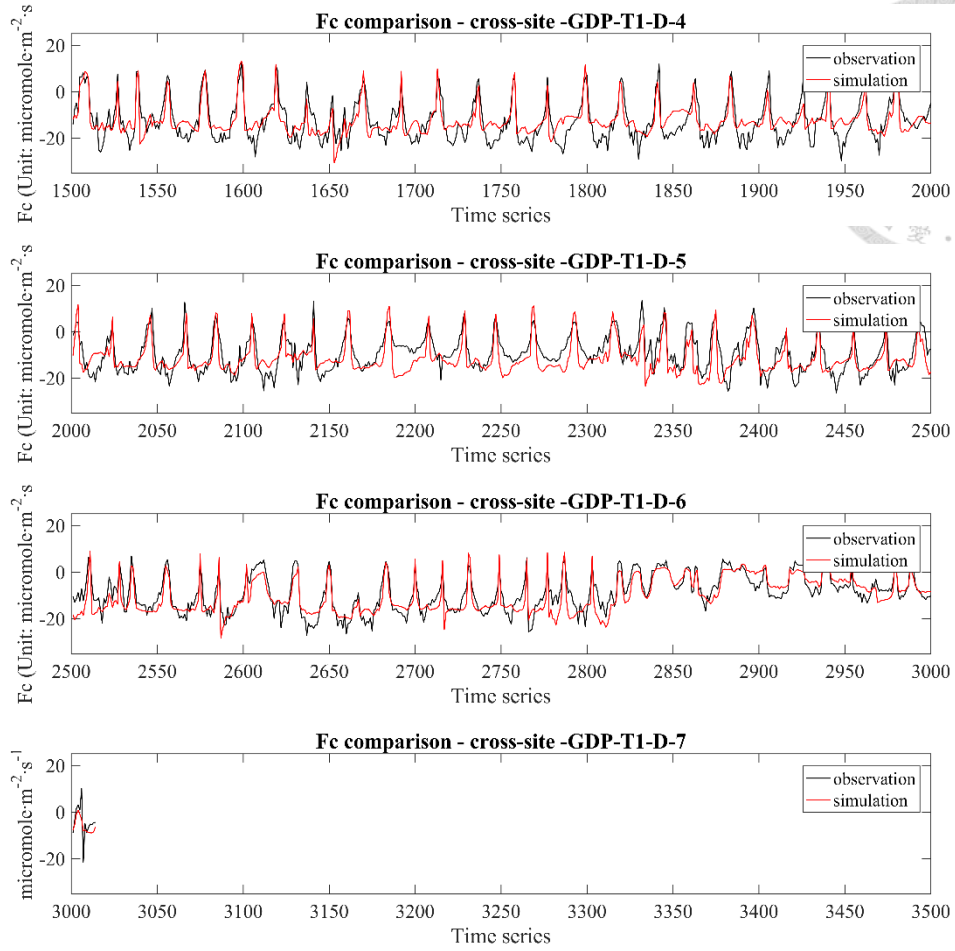 Fc comparison - cross-site -GDP-T1-D-4
Fc (Unit: micromole·m⁻²·s
20
0
-20
observation
simulation
1500 1550 1600 1650 1700 1750 1800 1850 1900 1950 2000
Time series
Fc comparison - cross-site -GDP-T1-D-5
Fc (Unit: micromole·m⁻²·s
20
0
-20
observation
simulation
2000 2050 2100 2150 2200 2250 2300 2350 2400 2450 2500
Time series
Fc comparison - cross-site -GDP-T1-D-6
Fc (Unit: micromole·m⁻²·s
20
0
-20
observation
simulation
2500 2550 2600 2650 2700 2750 2800 2850 2900 2950 3000
Time series
Fc comparison - cross-site -GDP-T1-D-7
micromole·m⁻²·s⁻¹
20
0
-20
observation
simulation
3000 3050 3100 3150 3200 3250 3300 3350 3400 3450 3500
Time series